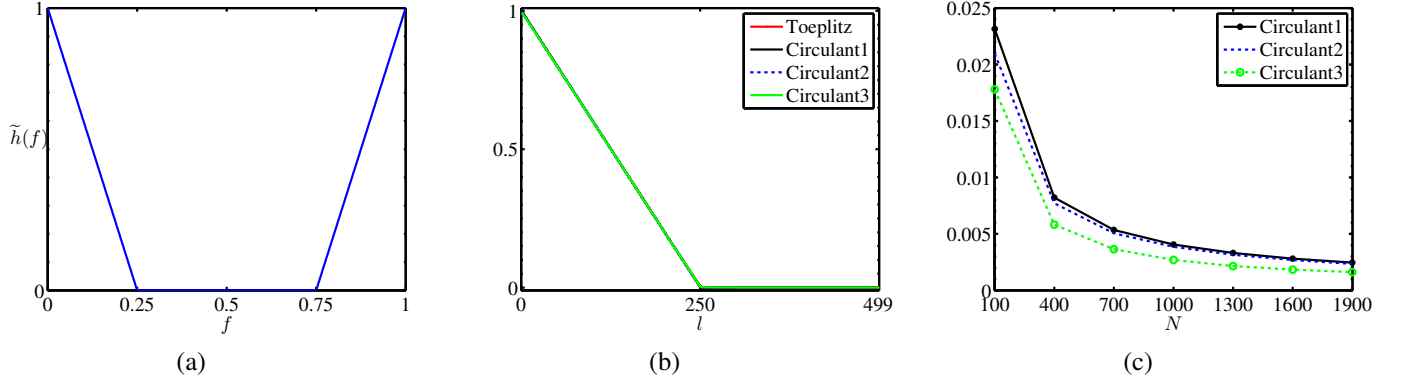 1
h̃(f)
0
0 0.25 0.5 0.75 1
f
(a)
1
0.5
0
0 250 499
l
Toeplitz
Circulant1
Circulant2
Circulant3
(b)
0.025
0.02
0.015
0.01
0.005
0
100 400 700 1000 1300 1600 1900
N
Circulant1
Circulant2
Circulant3
(c)